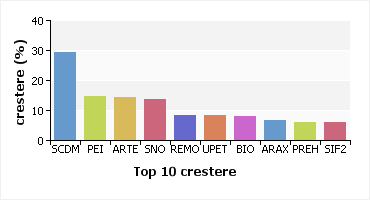 crestere (%)
40
30
20
10
0
SCDM PEI ARTE SNO REMO UPET BIO ARAX PREH SIF2
Top 10 crestere